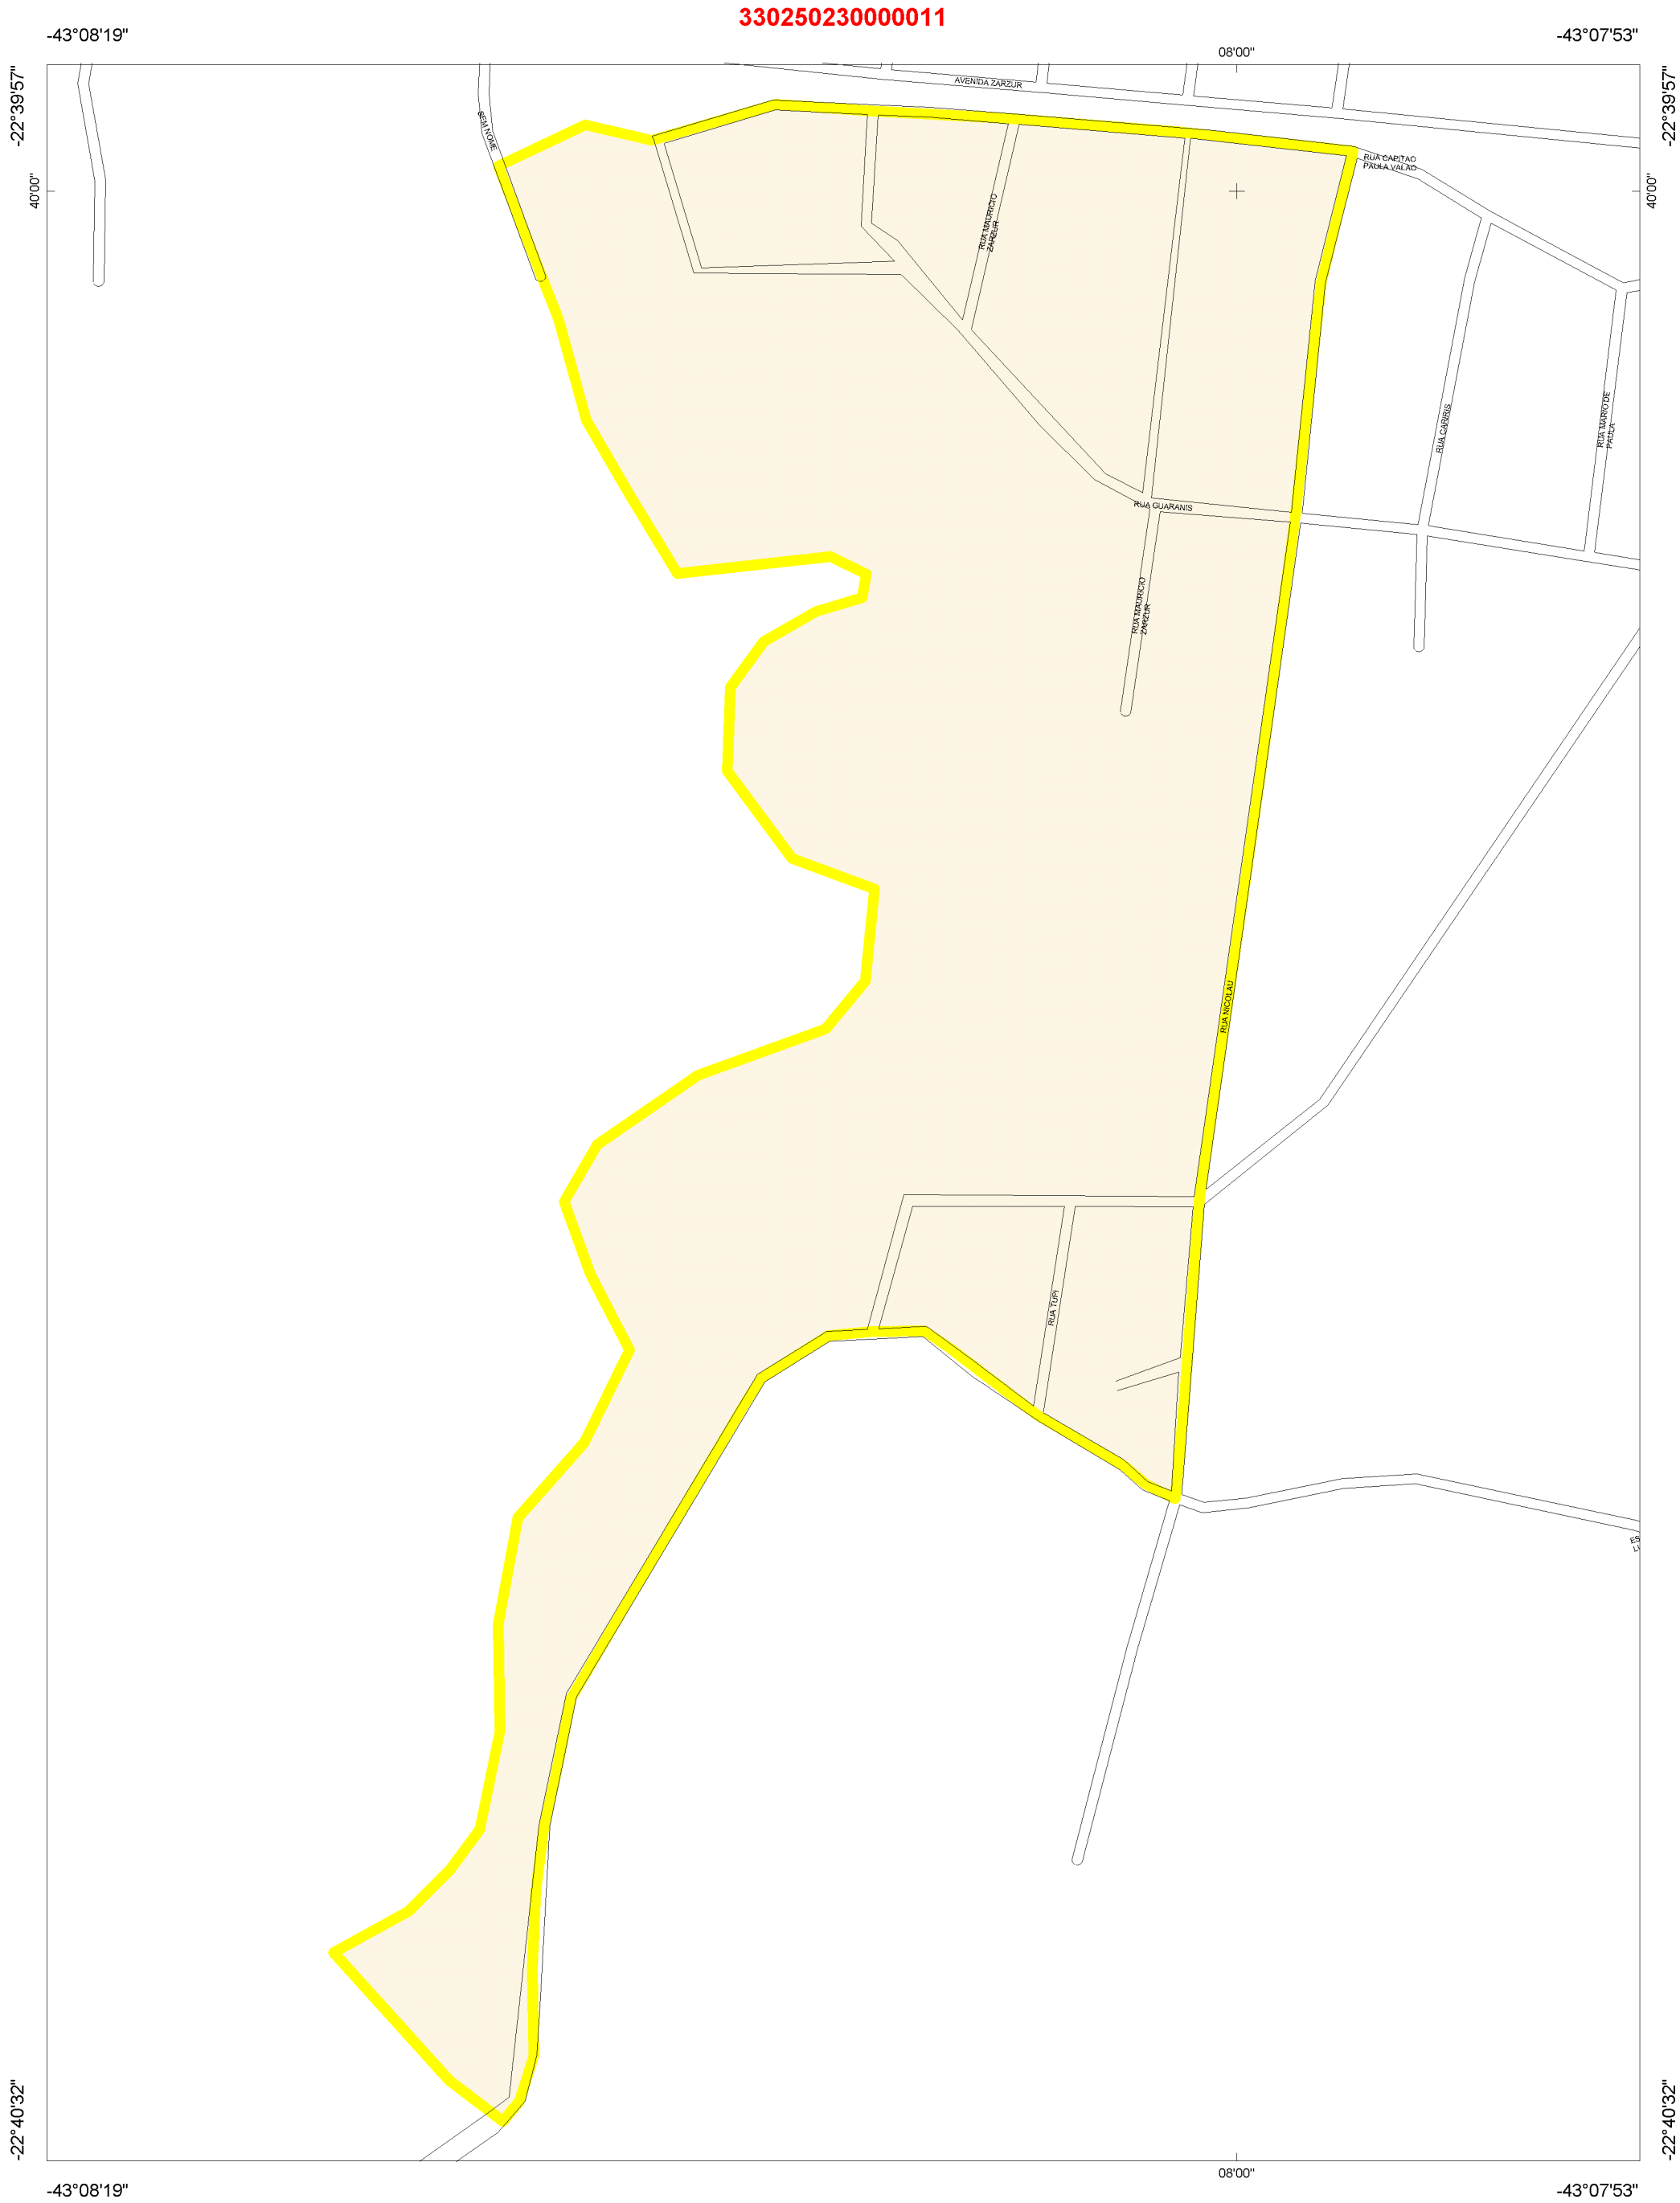 330250230000011
-43°08'19"
-43°07'53"
08'00"
-22°39'57"
-22°39'57"
AVENIDA ZARZUR
SEM NOME
RUA CAPITAO
PAULA VALAO
40'00"
40'00"
RUA MAURICIO
ZARZUR
RUA CARIRIS
RUA MARIO DE
PAULA
RUA GUARANIS
RUA MAURICIO
ZARZUR
RUA NICOLAU
RUA TUPI
ES
LI
-22°40'32"
-22°40'32"
08'00"
-43°08'19"
-43°07'53"